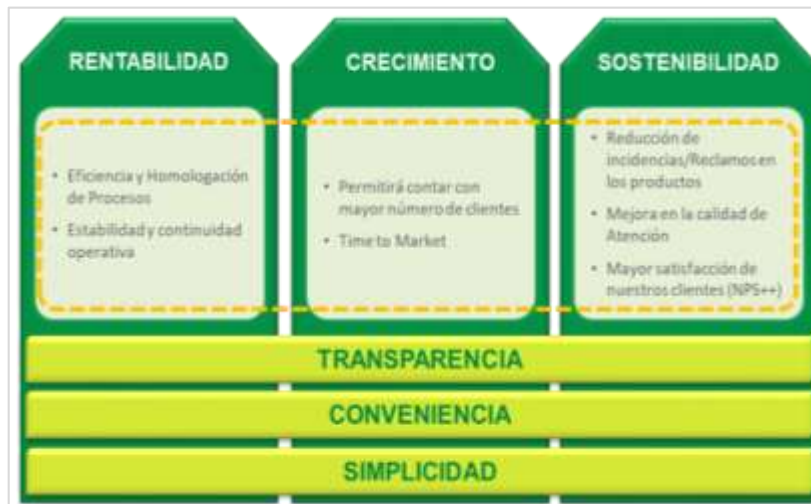 RENTABILIDAD
• Eficiencia y Homologación
de Procesos
• Estabilidad y continuidad
operativa
CRECIMIENTO
• Permitirá contar con
mayor número de clientes
• Time to Market
SOSTENIBILIDAD
• Reducción de
incidencias/Reclamos en
los productos
• Mejora en la calidad de
Atención
• Mayor satisfacción de
nuestros clientes (NPS++)
TRANSPARENCIA
CONVENIENCIA
SIMPLICIDAD